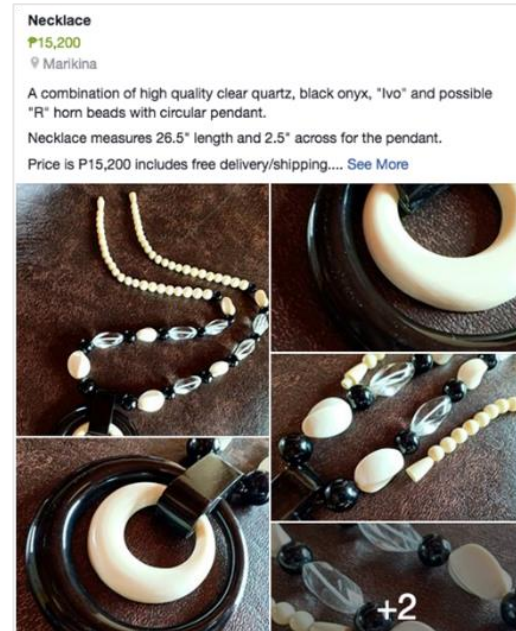 Necklace
₱15,200
Marikina
A combination of high quality clear quartz, black onyx, "Ivo" and possible
"R" horn beads with circular pendant.
Necklace measures 26.5" length and 2.5" across for the pendant.
Price is P15,200 includes free delivery/shipping.... See More
+2